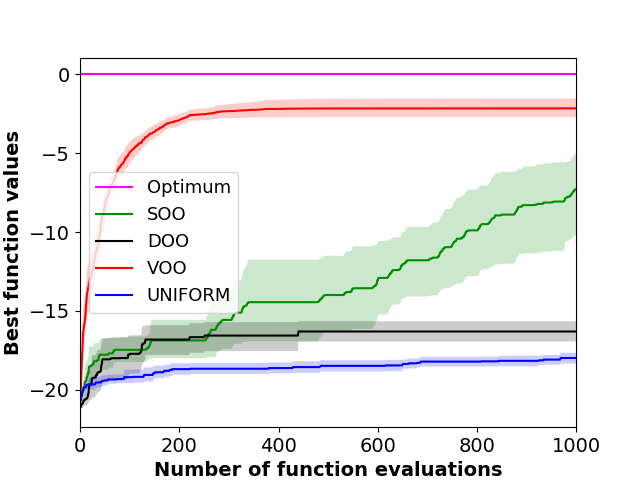 0
−5
−10
−15
−20
Best function values
Optimum
SOO
DOO
VOO
UNIFORM
0 200 400 600 800 1000
Number of function evaluations